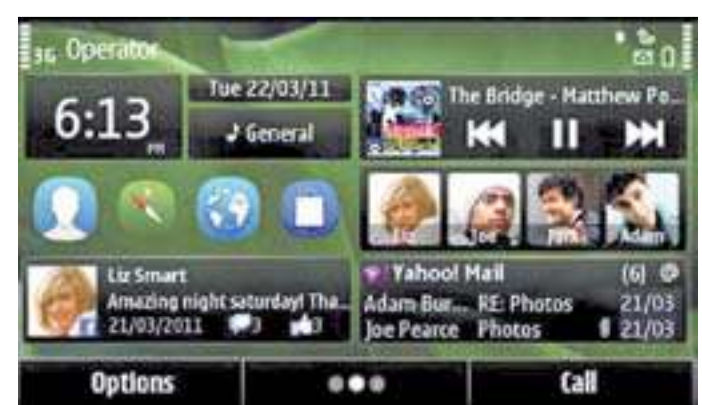 3G Operator
6:13 PM
Tue 22/03/11
General
The Bridge - Matthew Po...
Liz
Joe
Adam
Liz Smart
Amazing night saturday! Tha...
21/03/2011 3 3
Yahoo! Mail (6) @
Adam Bur... RE: Photos 21/03
Joe Pearce Photos 21/03
Options
Call